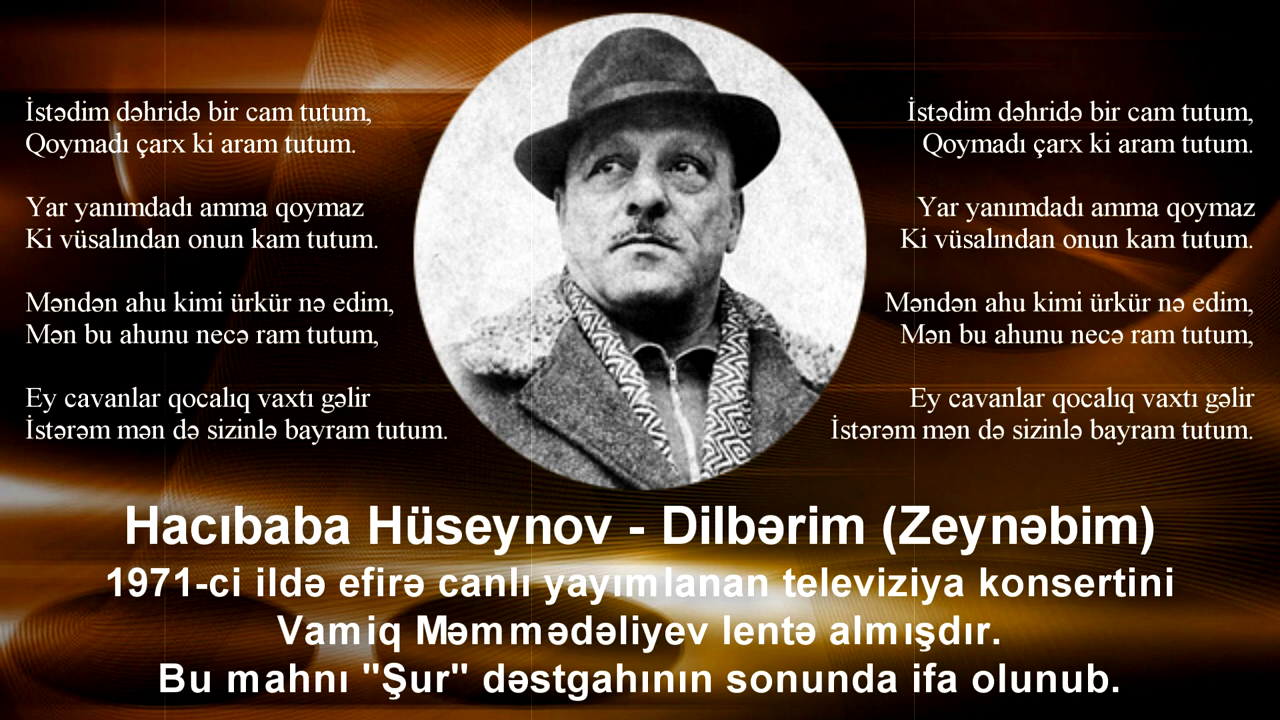 İstədim dəhridə bir cam tutum,
Qoymadı çarx ki aram tutum.
Yar yanımdadı amma qoymaz
Ki vüsalından onun kam tutum.
Məndən ahu kimi ürkür nə edim,
Mən bu ahunu necə ram tutum,
Ey cavanlar qocalıq vaxtı gəlir
İstərəm mən də sizinlə bayram tutum.
İstədim dəhridə bir cam tutum,
Qoymadı çarx ki aram tutum.
Yar yanımdadı amma qoymaz
Ki vüsalından onun kam tutum.
Məndən ahu kimi ürkür nə edim,
Mən bu ahunu necə ram tutum,
Ey cavanlar qocalıq vaxtı gəlir
İstərəm mən də sizinlə bayram tutum.
Hacıbaba Hüseynov - Dilbərim (Zeynəbim)
1971-ci ildə efirə canlı yayımlanan televiziya konsertini
Vamiq Məmmədəliyev lentə almışdır.
Bu mahnı "Şur" dəstgahının sonunda ifa olunub.